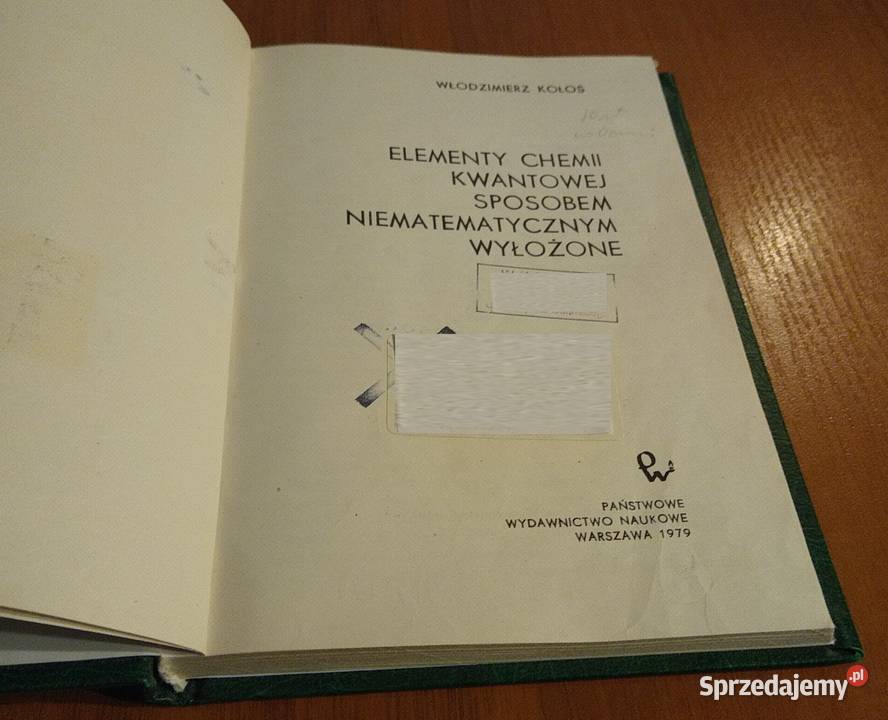 WŁODZIMIERZ KOŁOS
ELEMENTY CHEMII
KWANTOWEJ
SPOSOBEM
NIEMATEMATYCZNYM
WYŁOŻONE
PAŃSTWOWE
WYDAWNICTWO NAUKOWE
WARSZAWA 1979
Sprzedajemy.pl